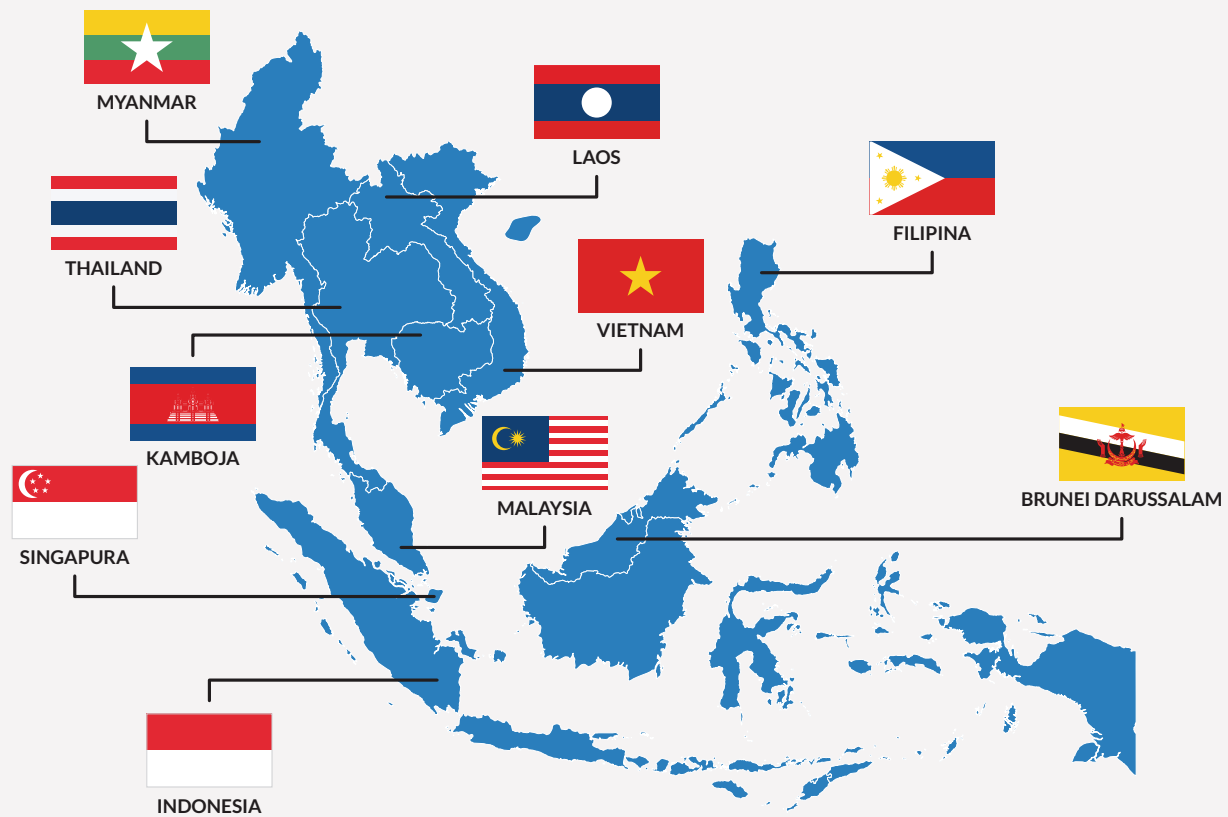 MYANMAR
LAOS
FILIPINA
THAILAND
VIETNAM
KAMBOJA
MALAYSIA
BRUNEI DARUSSALAM
SINGAPURA
INDONESIA